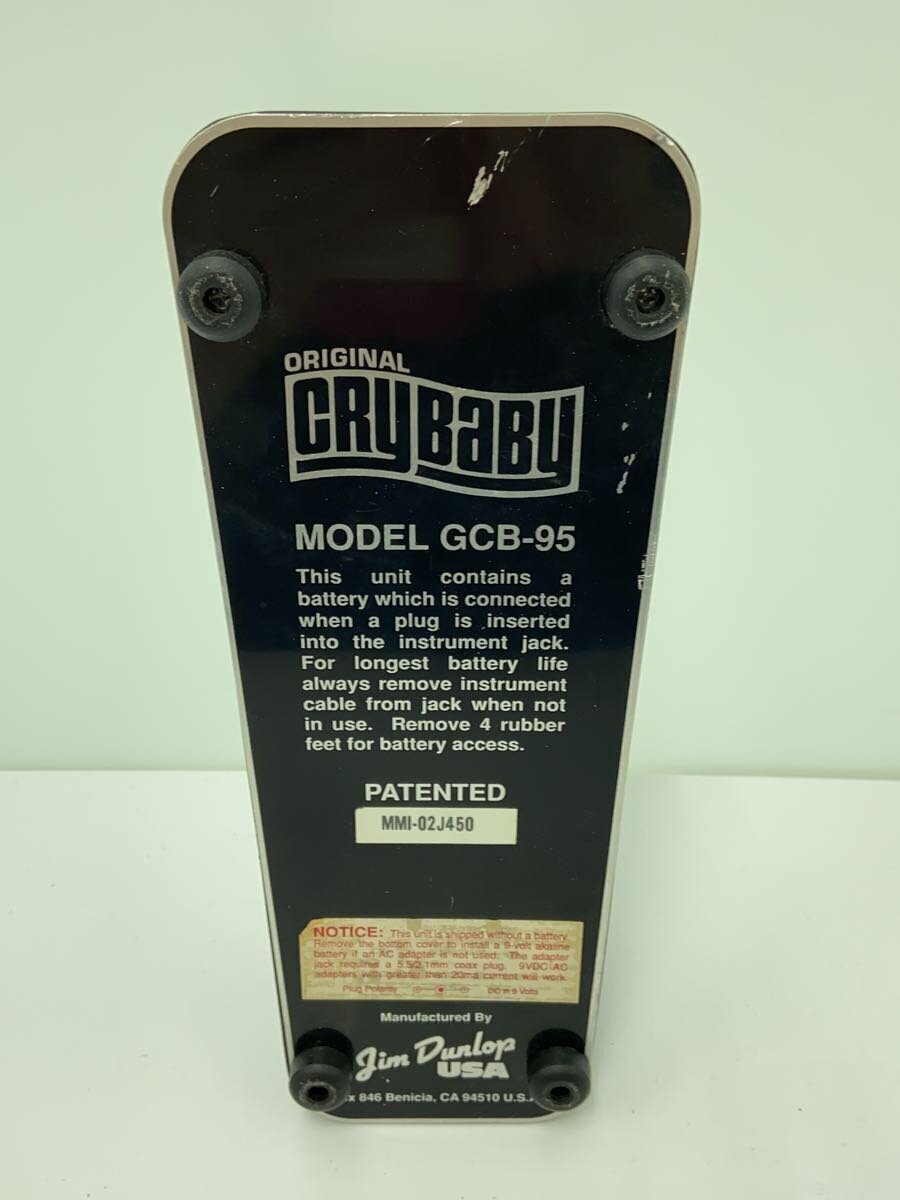 ORIGINAL
CRYBABY
MODEL GCB-95
This unit contains a
battery which is connected
when a plug is inserted
into the instrument jack.
For longest battery life
always remove instrument
cable from jack when not
in use. Remove 4 rubber
feet for battery access.
PATENTED
MMI-02J450
NOTICE: This unit is shipped without a battery.
Remove the bottom cover to install a 9-volt alkaline
battery if an AC adapter is not used. The adapter
jack requires a 5.5/2.1mm coax plug. 9VDC AC
adapters with greater than 20ma current will work.
Plug Polarity DC in 9 Volts
Manufactured By
Jim Dunlop
USA
846 Benicia, CA 94510 U.S.